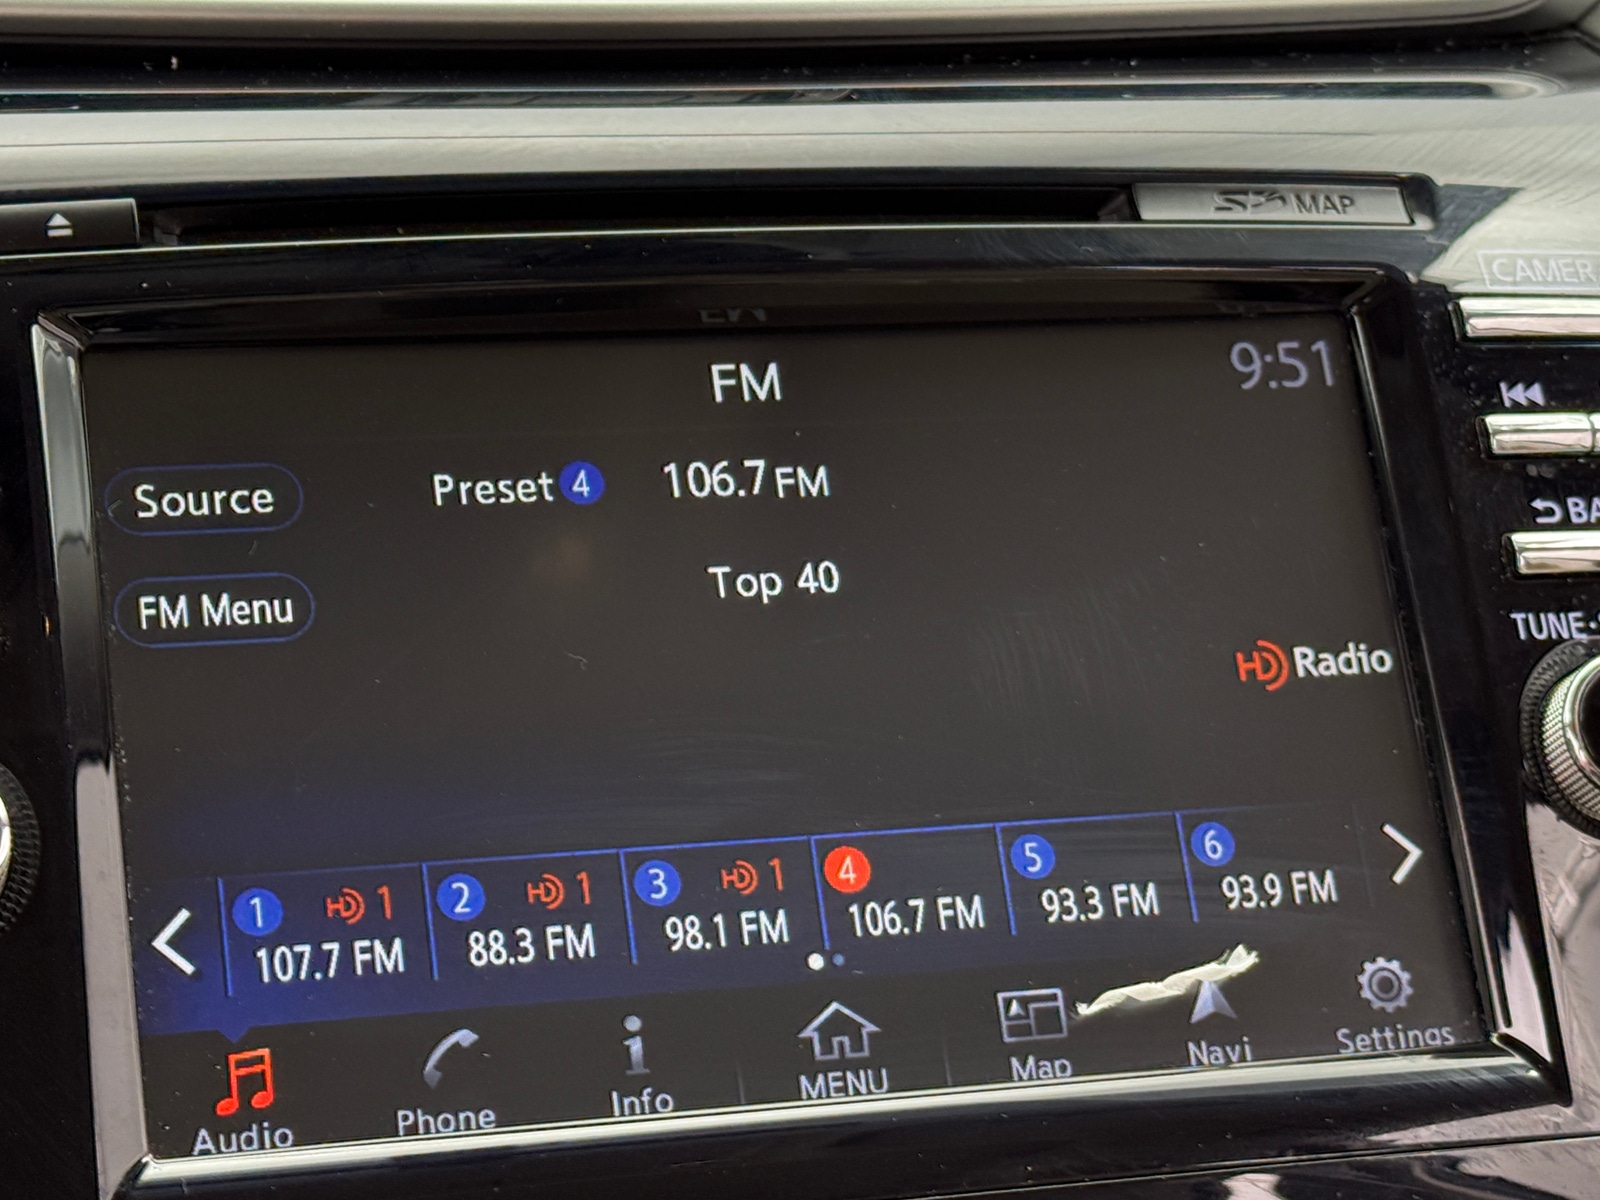 MAP
CAMER
FM
9:51
Source
Preset 4 106.7 FM
FM Menu
Top 40
BA
TUNE·
HD Radio
1 HD 1
107.7 FM
2 HD 1
88.3 FM
3 HD 1
98.1 FM
4
106.7 FM
5
93.3 FM
6
93.9 FM
Audio
Phone
Info
MENU
Map
Navi
Settings